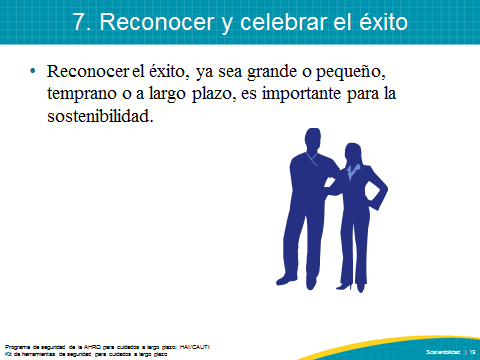 7. Reconocer y celebrar el éxito
• Reconocer el éxito, ya sea grande o pequeño,
temprano o a largo plazo, es importante para la
sostenibilidad.
Programa de seguridad de la AHRQ para cuidados a largo plazo: HAI/CAUTI
Kit de herramientas de seguridad para cuidados a largo plazo
Sostenibilidad | 19